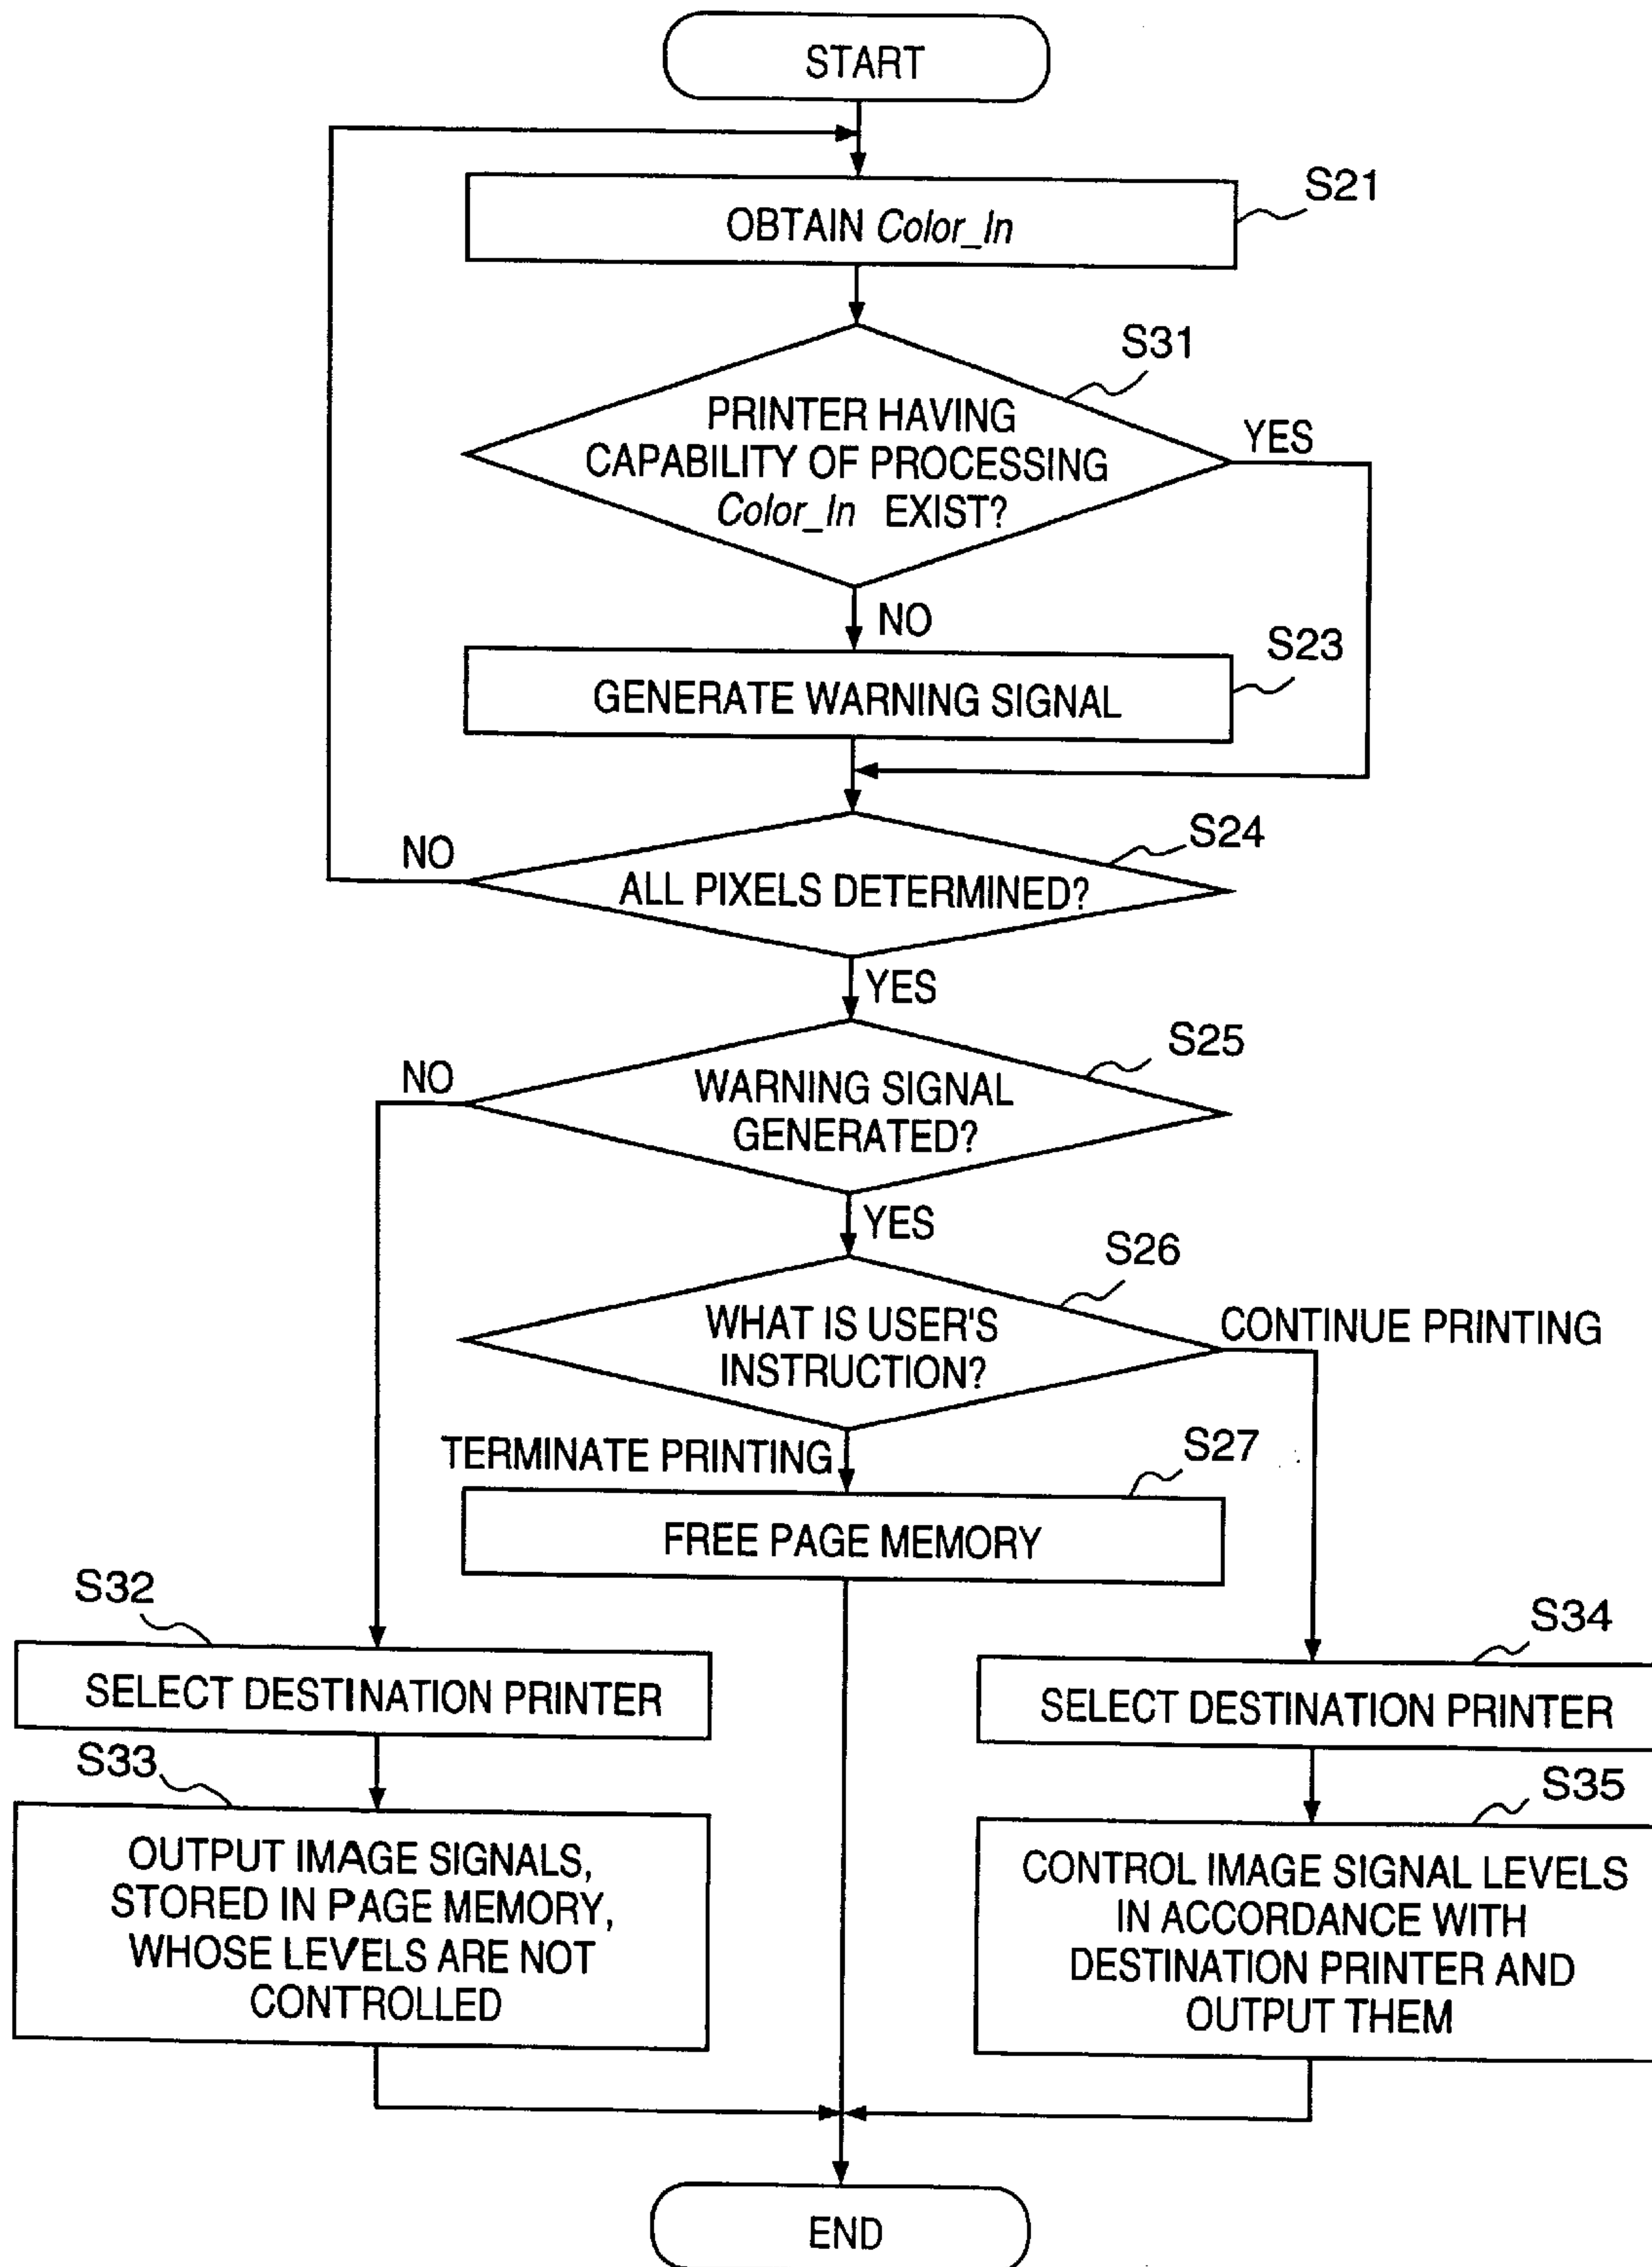 START
S21
OBTAIN Color_In
S31
PRINTER HAVING
CAPABILITY OF PROCESSING
Color_In EXIST?
YES
NO
S23
GENERATE WARNING SIGNAL
S24
NO
ALL PIXELS DETERMINED?
YES
S25
NO
WARNING SIGNAL
GENERATED?
YES
S26
WHAT IS USER'S
INSTRUCTION?
CONTINUE PRINTING
TERMINATE PRINTING
S27
FREE PAGE MEMORY
S32
SELECT DESTINATION PRINTER
S34
SELECT DESTINATION PRINTER
S33
OUTPUT IMAGE SIGNALS,
STORED IN PAGE MEMORY,
WHOSE LEVELS ARE NOT
CONTROLLED
S35
CONTROL IMAGE SIGNAL LEVELS
IN ACCORDANCE WITH
DESTINATION PRINTER AND
OUTPUT THEM
END